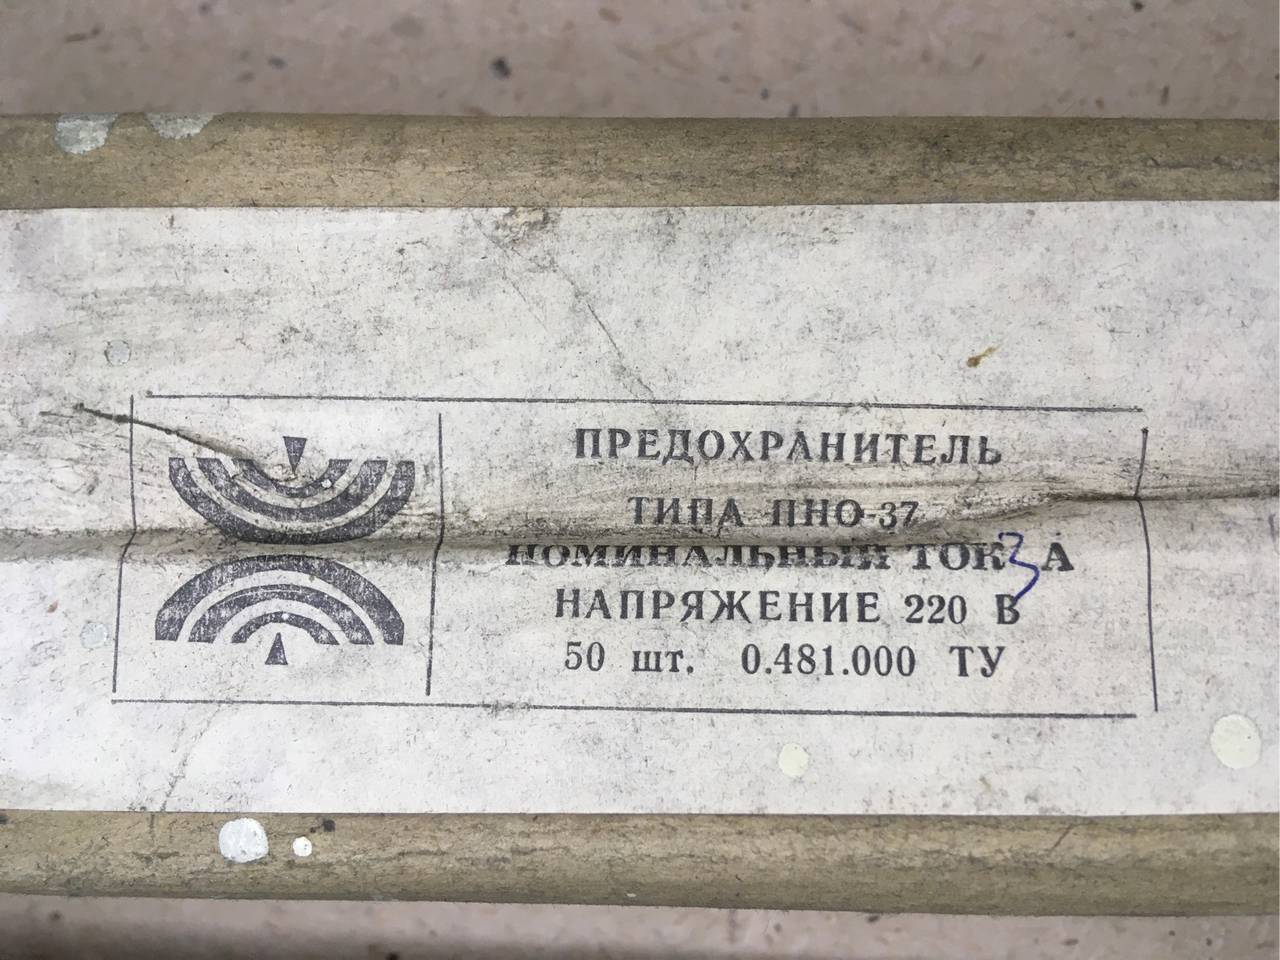 ПРЕДОХРАНИТЕЛЬ
ТИПА ПНО-37
НОМИНАЛЬНЫЙ ТОК 3 А
НАПРЯЖЕНИЕ 220 В
50 шт. 0.481.000 ТУ